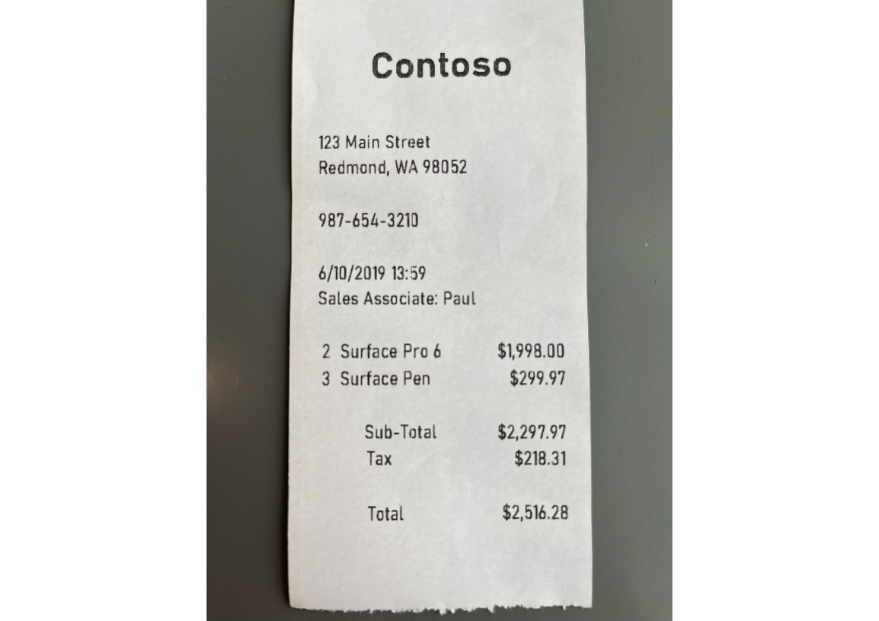 Contoso
123 Main Street
Redmond, WA 98052
987-654-3210
6/10/2019 13:59
Sales Associate: Paul
2 Surface Pro 6 $1,998.00
3 Surface Pen $299.97
Sub-Total $2,297.97
Tax $218.31
Total $2,516.28